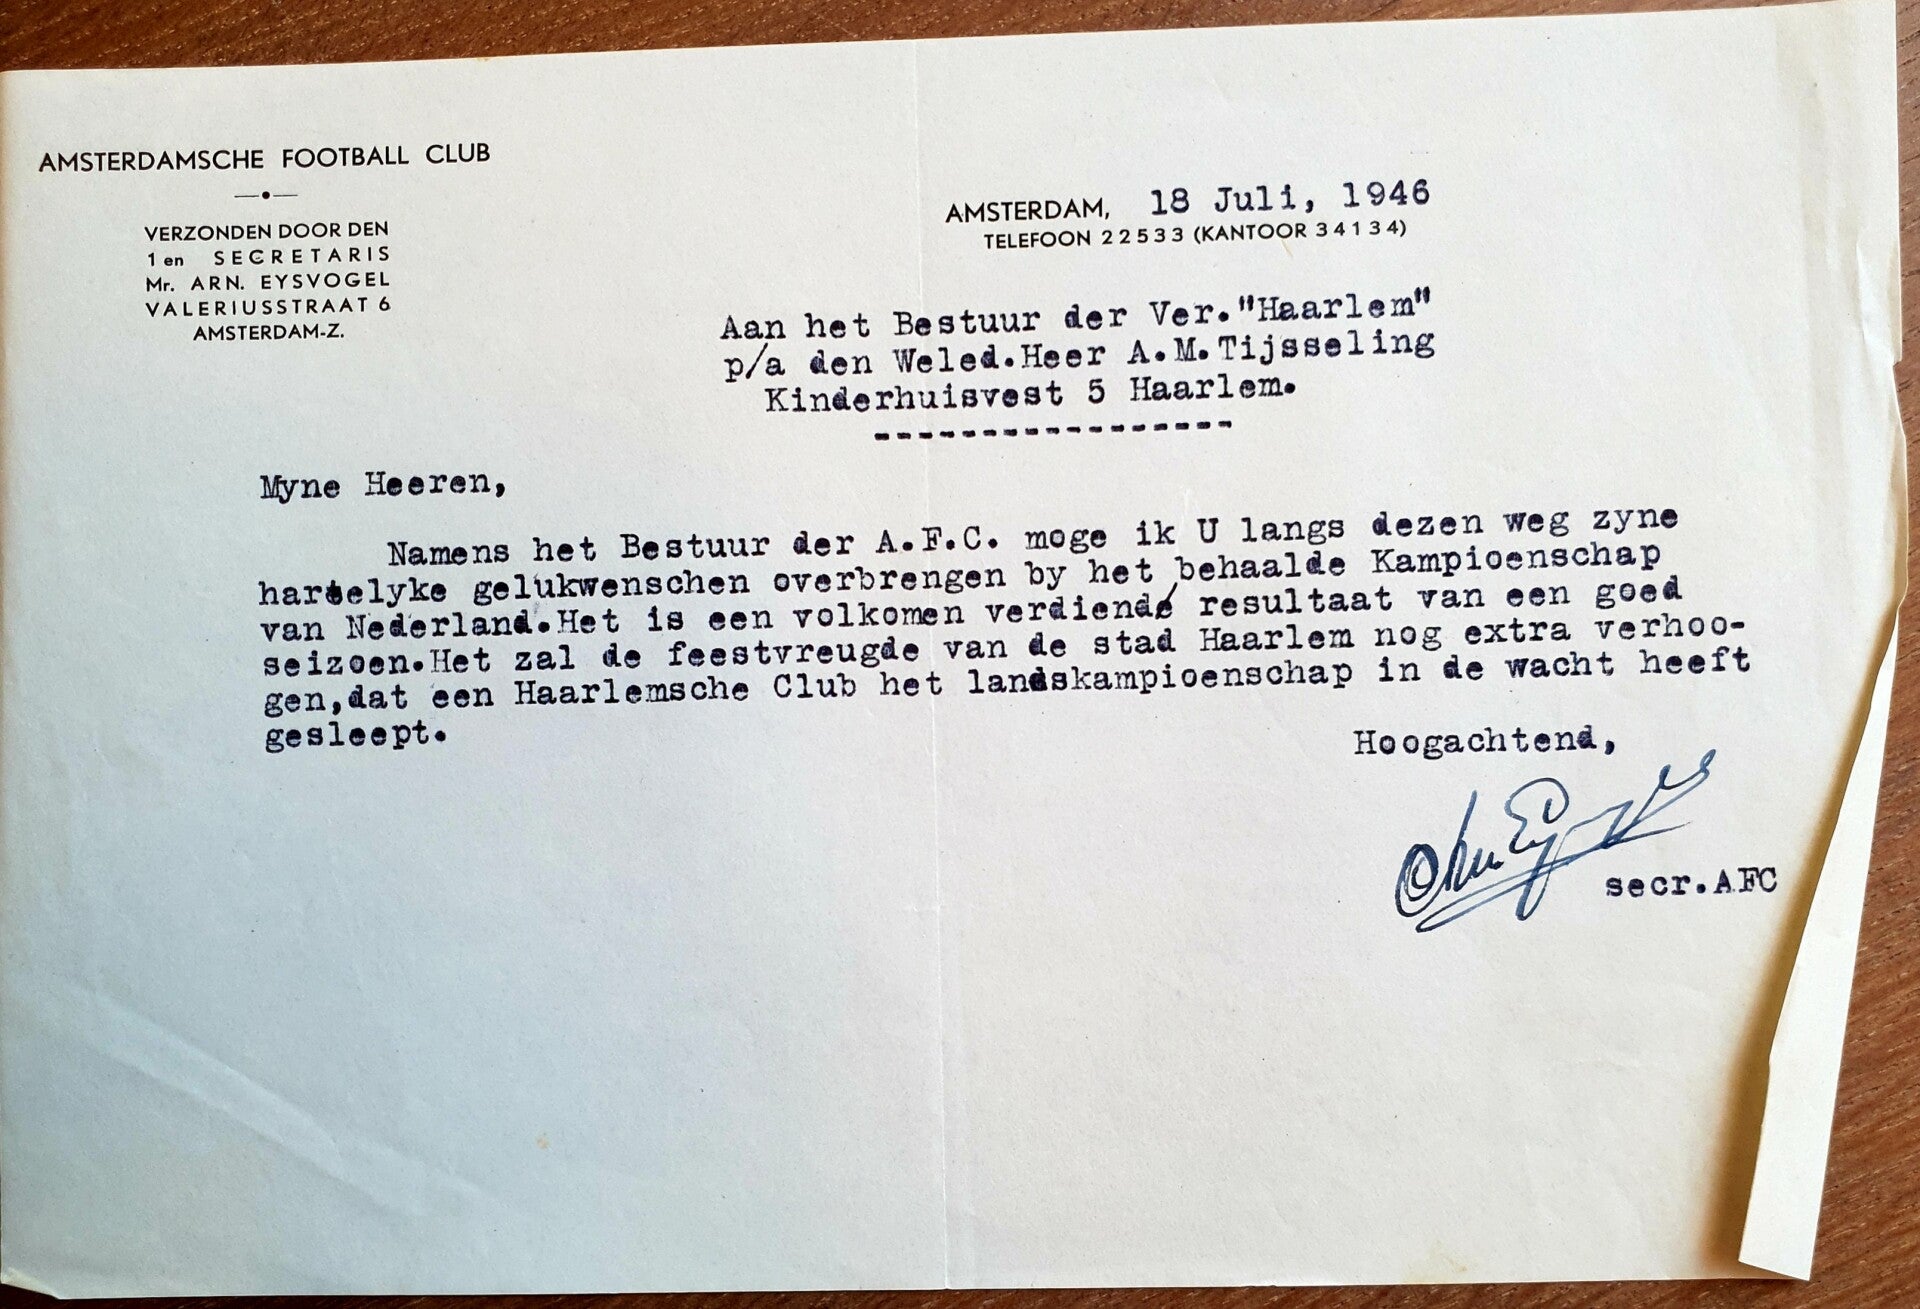 AMSTERDAMSCHE FOOTBALL CLUB
VERZONDEN DOOR DEN
1 en SECRETARIS
Mr. ARN. EYSVOGEL
VALERIUSSTRAAT 6
AMSTERDAM-Z.
AMSTERDAM, 18 Juli, 1946
TELEFOON 22533 (KANTOOR 34134)
Aan het Bestuur der Ver."Haarlem"
p/a den Weled.Heer A.M.Tijsseling
Kinderhuisvest 5 Haarlem.
-----------------
Myne Heeren,
Namens het Bestuur der A.F.C. moge ik U langs dezen weg zyne
hartelyke gelukwenschen overbrengen by het behaalde Kampioenschap
van Nederland.Het is een volkomen verdiende resultaat van een goed
seizoen.Het zal de feestvreugde van de stad Haarlem nog extra verhoo-
gen,dat een Haarlemsche Club het landskampioenschap in de wacht heeft
gesleept.
Hoogachtend,
secr.AFC